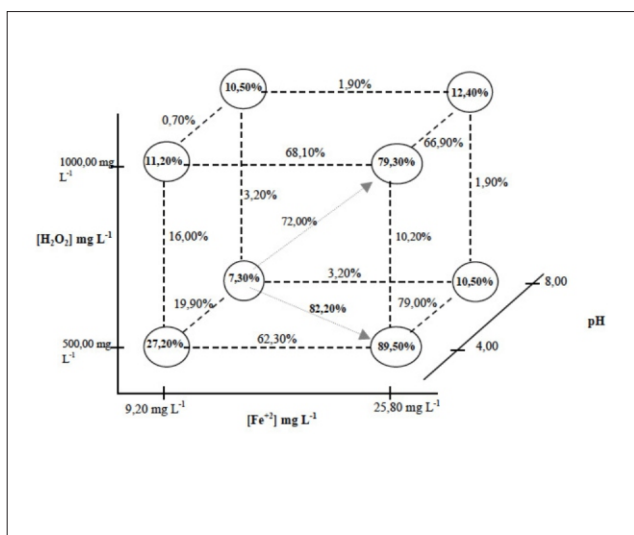 10,50%
1,90%
12,40%
0,70%
66,90%
11,20%
68,10%
79,30%
1000,00 mg
L-1
1,90%
3,20%
72,00%
16,00%
10,20%
[H2O2] mg L-1
7,30%
3,20%
10,50%
8,00
19,90%
82,20%
79,00%
pH
27,20%
62,30%
89,50%
500,00 mg
L-1
4,00
9,20 mg L-1
25,80 mg L-1
[Fe+2] mg L-1